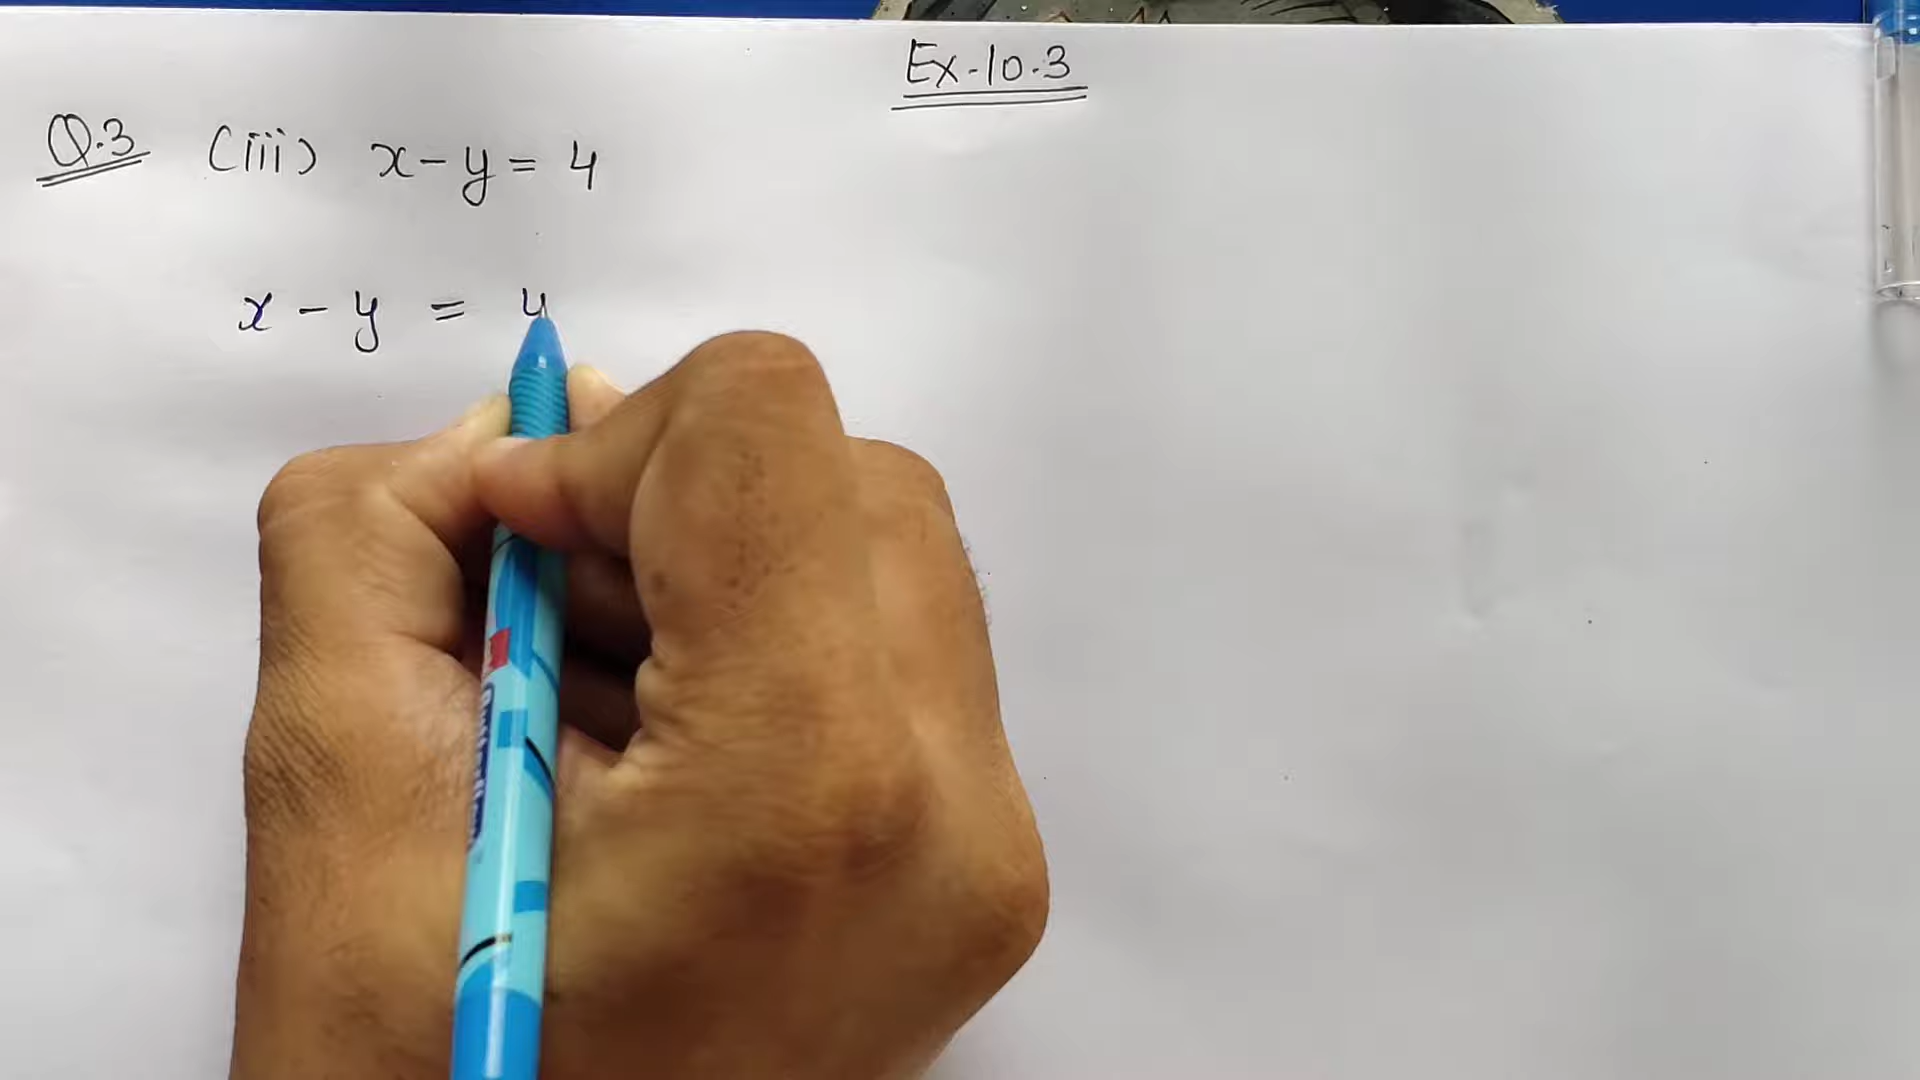 Ex.10.3
Q.3 (iii) x - y = 4
x - y = 4